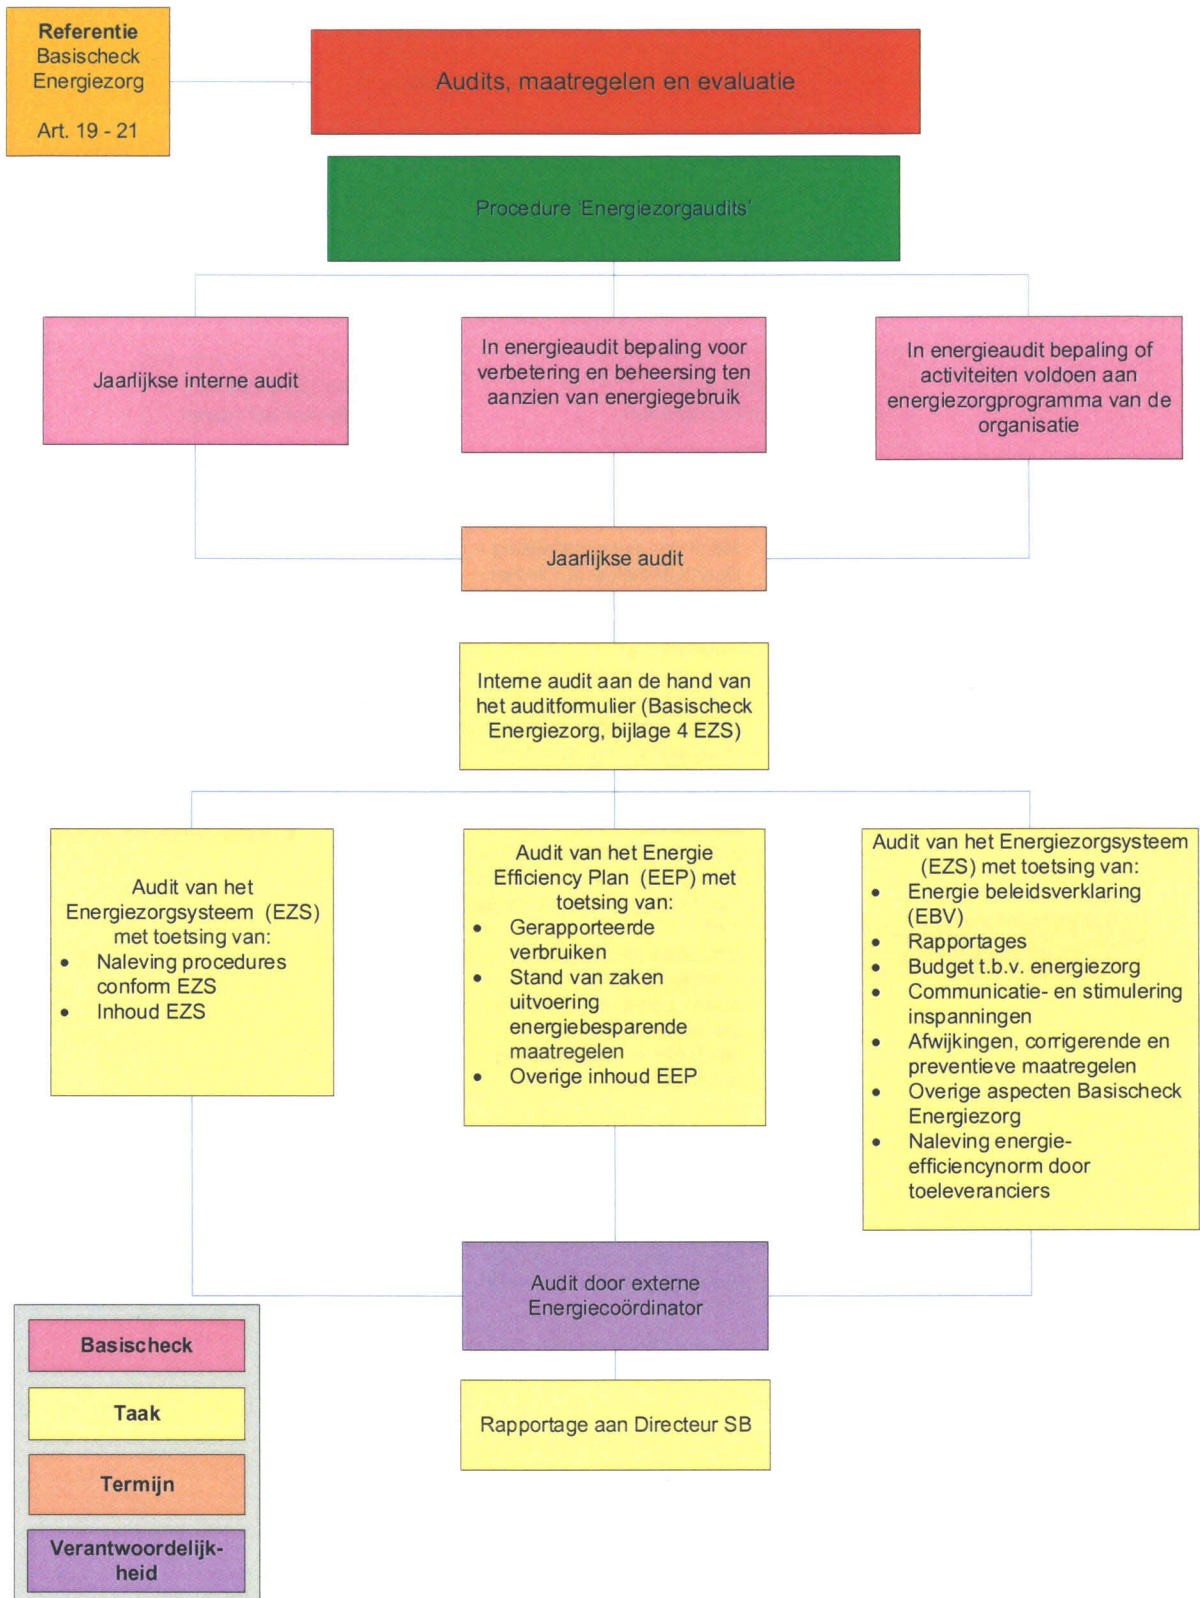 Referentie
Basischeck
Energiezorg
Art. 19 - 21
Audits, maatregelen en evaluatie
Procedure 'Energiezorgaudits'
Jaarlijkse interne audit
In energieaudit bepaling voor
verbetering en beheersing ten
aanzien van energiegebruik
In energieaudit bepaling of
activiteiten voldoen aan
energiezorgprogramma van de
organisatie
Jaarlijkse audit
Interne audit aan de hand van
het auditformulier (Basischeck
Energiezorg, bijlage 4 EZS)
Audit van het
Energiezorgsysteem (EZS)
met toetsing van:
• Naleving procedures
conform EZS
• Inhoud EZS
Audit van het Energie
Efficiency Plan (EEP) met
toetsing van:
• Gerapporteerde
verbruiken
• Stand van zaken
uitvoering
energiebesparende
maatregelen
• Overige inhoud EEP
Audit van het Energiezorgsysteem
(EZS) met toetsing van:
• Energie beleidsverklaring
(EBV)
• Rapportages
• Budget t.b.v. energiezorg
• Communicatie- en stimulering
inspanningen
• Afwijkingen, corrigerende en
preventieve maatregelen
• Overige aspecten Basischeck
Energiezorg
• Naleving energie-
efficiencynorm door
toeleveranciers
Audit door externe
Energiecoördinator
Rapportage aan Directeur SB
Basischeck
Taak
Termijn
Verantwoordelijk-
heid